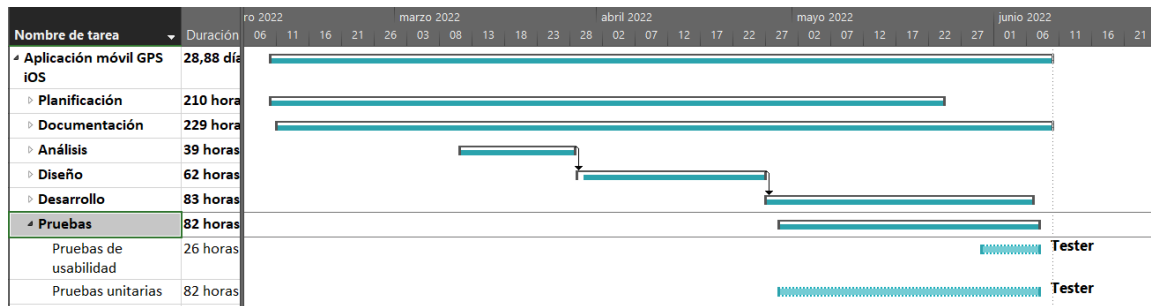 ro 2022 marzo 2022 abril 2022 mayo 2022 junio 2022
Nombre de tarea Duración 06 11 16 21 26 03 08 13 18 23 28 02 07 12 17 22 27 02 07 12 17 22 27 01 06 11 16 21
Aplicación móvil GPS 28,88 día
iOS
Planificación 210 hora
Documentación 229 hora
Análisis 39 horas
Diseño 62 horas
Desarrollo 83 horas
Pruebas 82 horas
Pruebas de 26 horas Tester
usabilidad
Pruebas unitarias 82 horas Tester